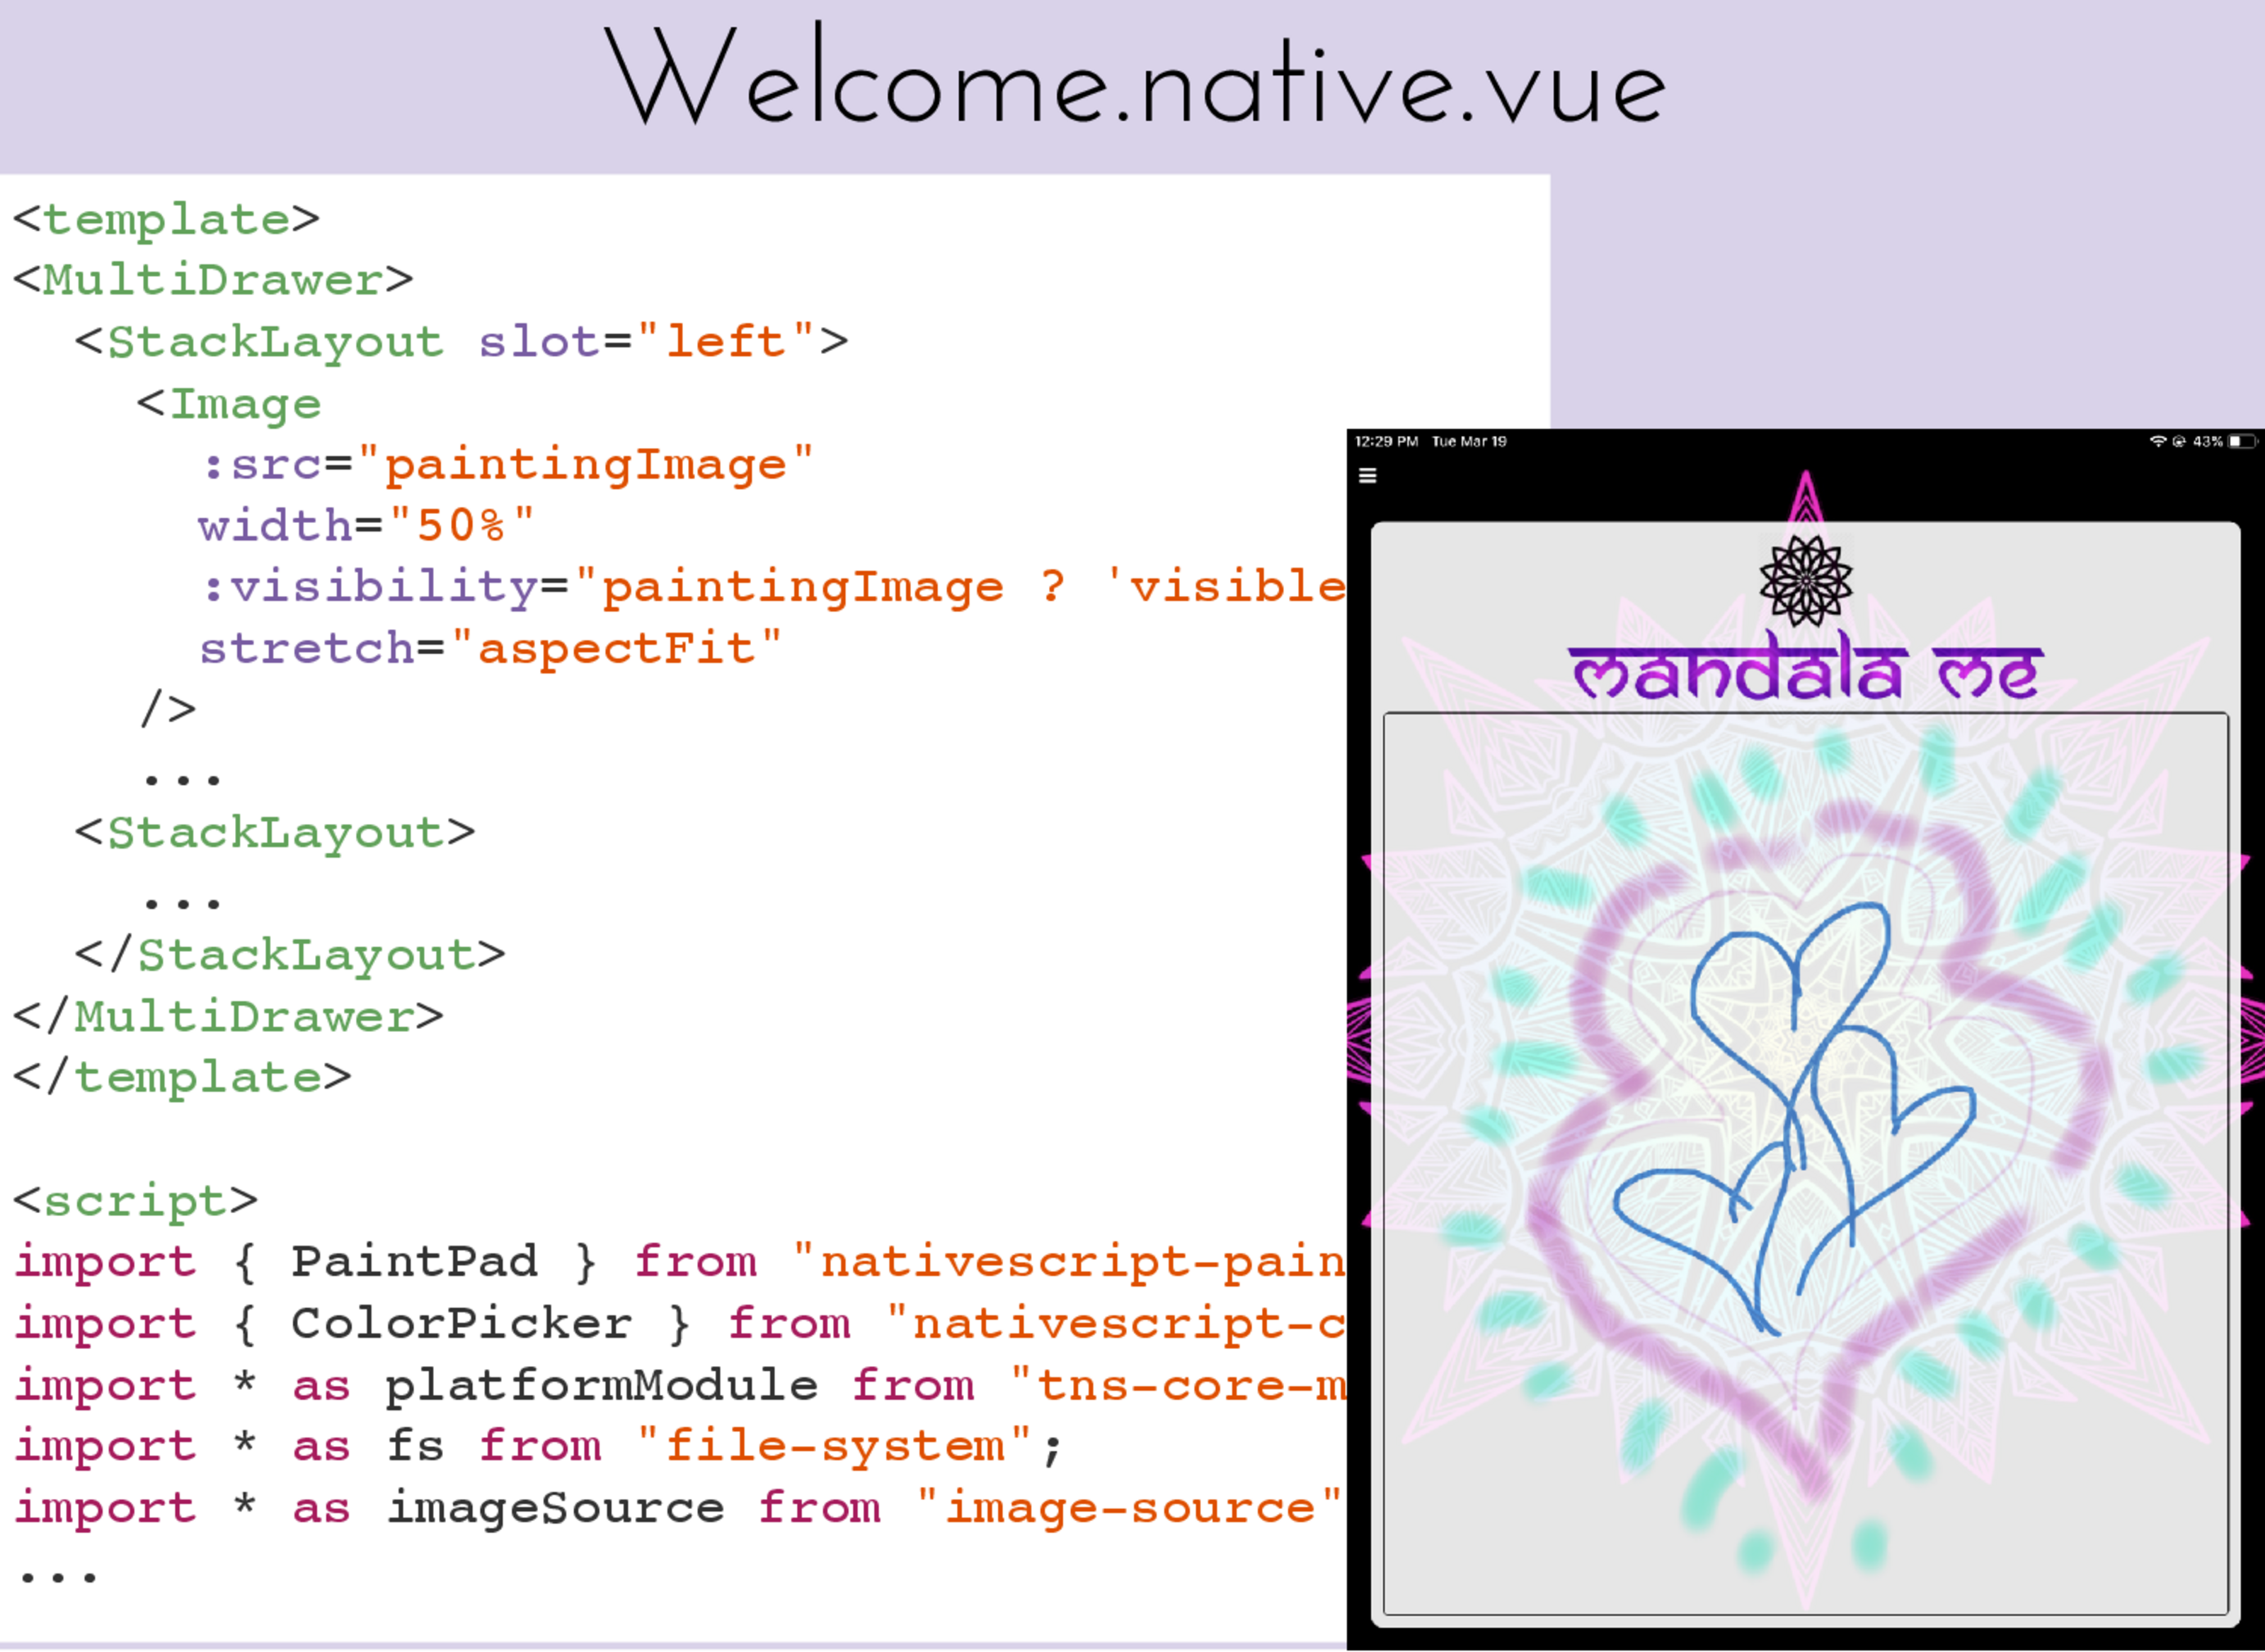 Welcome.native.vue
<template>
<MultiDrawer>
  <StackLayout slot="left">
    <Image
      :src="paintingImage"
      width="50%"
      :visibility="paintingImage ? 'visible
      stretch="aspectFit"
    />
    ...
  <StackLayout>
    ...
  </StackLayout>
</MultiDrawer>
</template>

<script>
import { PaintPad } from "nativescript-pain
import { ColorPicker } from "nativescript-c
import * as platformModule from "tns-core-m
import * as fs from "file-system";
import * as imageSource from "image-source"
...
12:29 PM Tue Mar 19 43%
mandala me